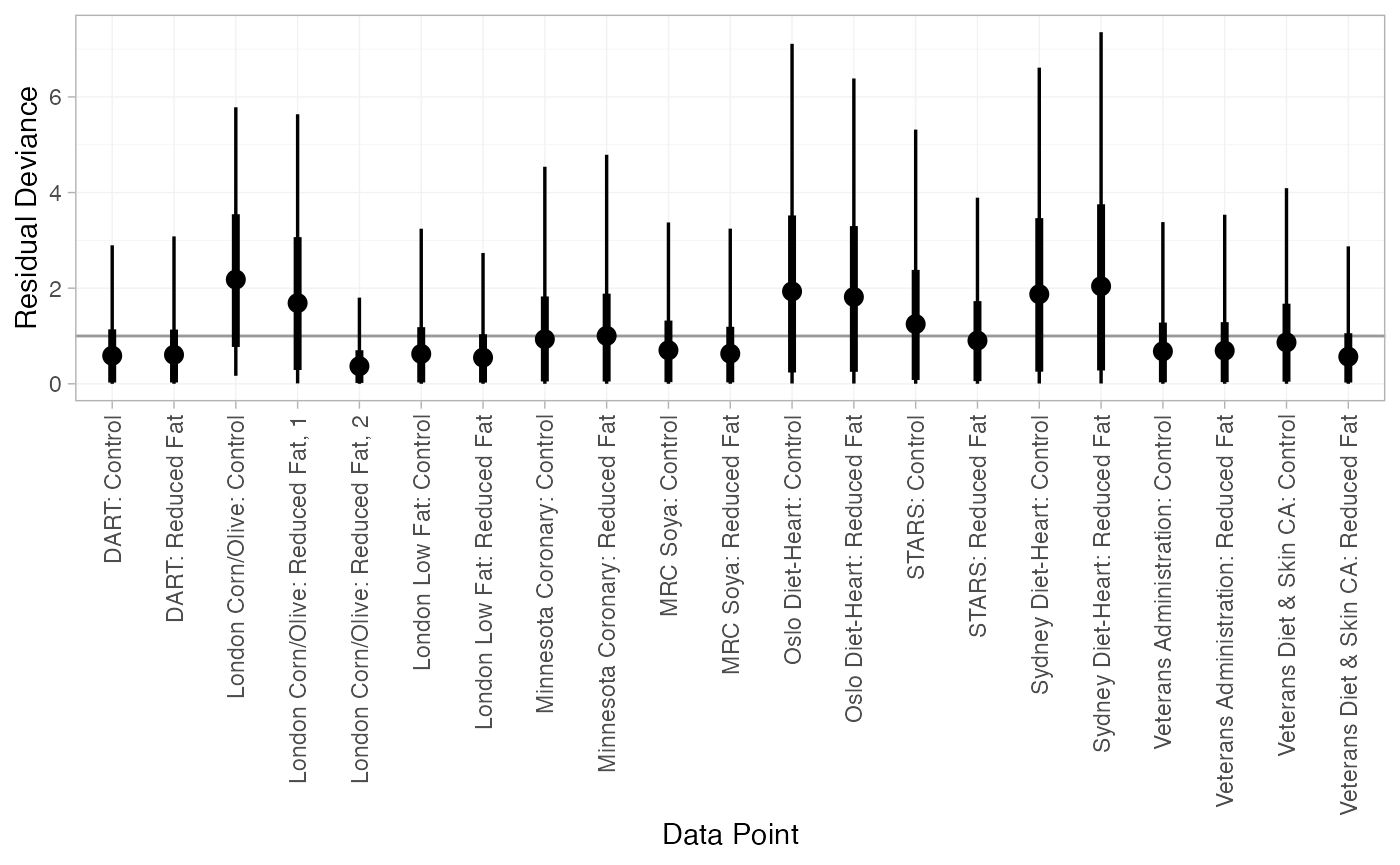 Residual Deviance
6
4
2
0
DART: Control
DART: Reduced Fat
London Corn/Olive: Control
London Corn/Olive: Reduced Fat, 1
London Corn/Olive: Reduced Fat, 2
London Low Fat: Control
London Low Fat: Reduced Fat
Minnesota Coronary: Control
Minnesota Coronary: Reduced Fat
MRC Soya: Control
MRC Soya: Reduced Fat
Oslo Diet-Heart: Control
Oslo Diet-Heart: Reduced Fat
STARS: Control
STARS: Reduced Fat
Sydney Diet-Heart: Control
Sydney Diet-Heart: Reduced Fat
Veterans Administration: Control
Veterans Administration: Reduced Fat
Veterans Diet & Skin CA: Control
Veterans Diet & Skin CA: Reduced Fat
Data Point